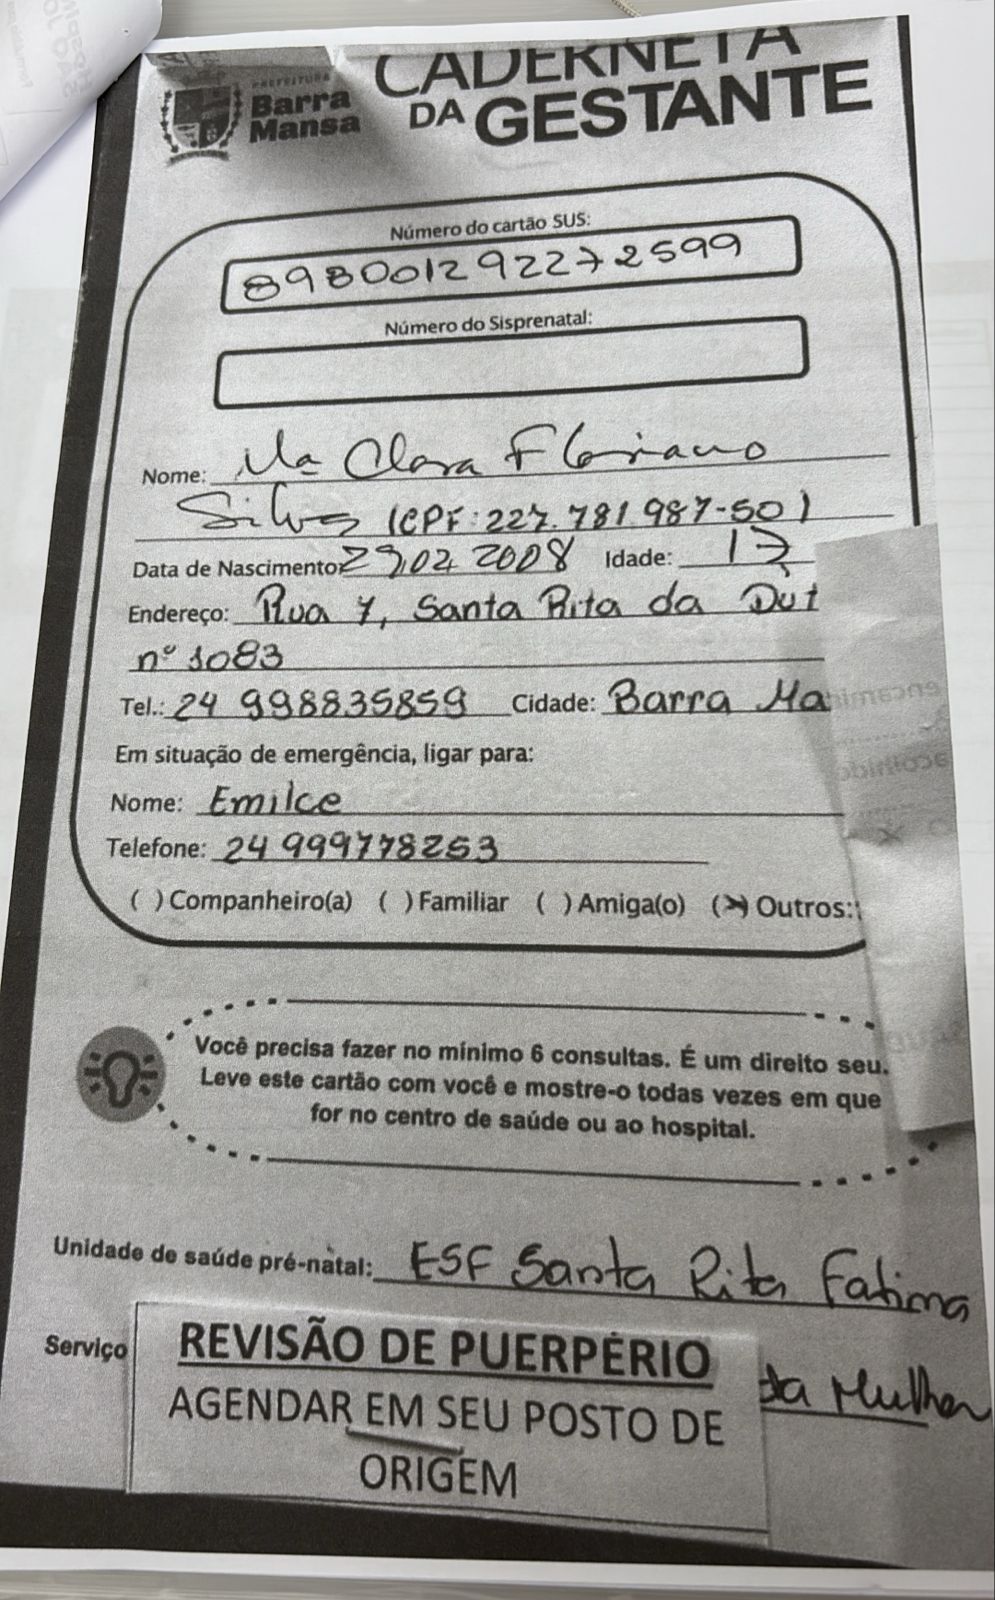 PREFEITURA
Barra
Mansa
CADERNETA
DA GESTANTE
Número do cartão SUS:
898001292272599
Número do Sisprenatal:
Nome: Mª Clara Floriano
Silva (CPF: 227.781.987-50)
Data de Nascimento 29.02.2008 Idade: 17
Endereço: Rua 7, Santa Rita da
nº 1083
Tel.: 24 998835859 Cidade: Barra Ma
Em situação de emergência, ligar para:
Nome: Emilce
Telefone: 24 999778253
( ) Companheiro(a) ( ) Familiar ( ) Amiga(o) (x) Outros:
Você precisa fazer no mínimo 6 consultas. É um direito seu.
Leve este cartão com você e mostre-o todas vezes em que
for no centro de saúde ou ao hospital.
Unidade de saúde pré-natal: ESF Santa Rita Fatima
Serviço da Mulher
REVISÃO DE PUERPÉRIO
AGENDAR EM SEU POSTO DE
ORIGEM